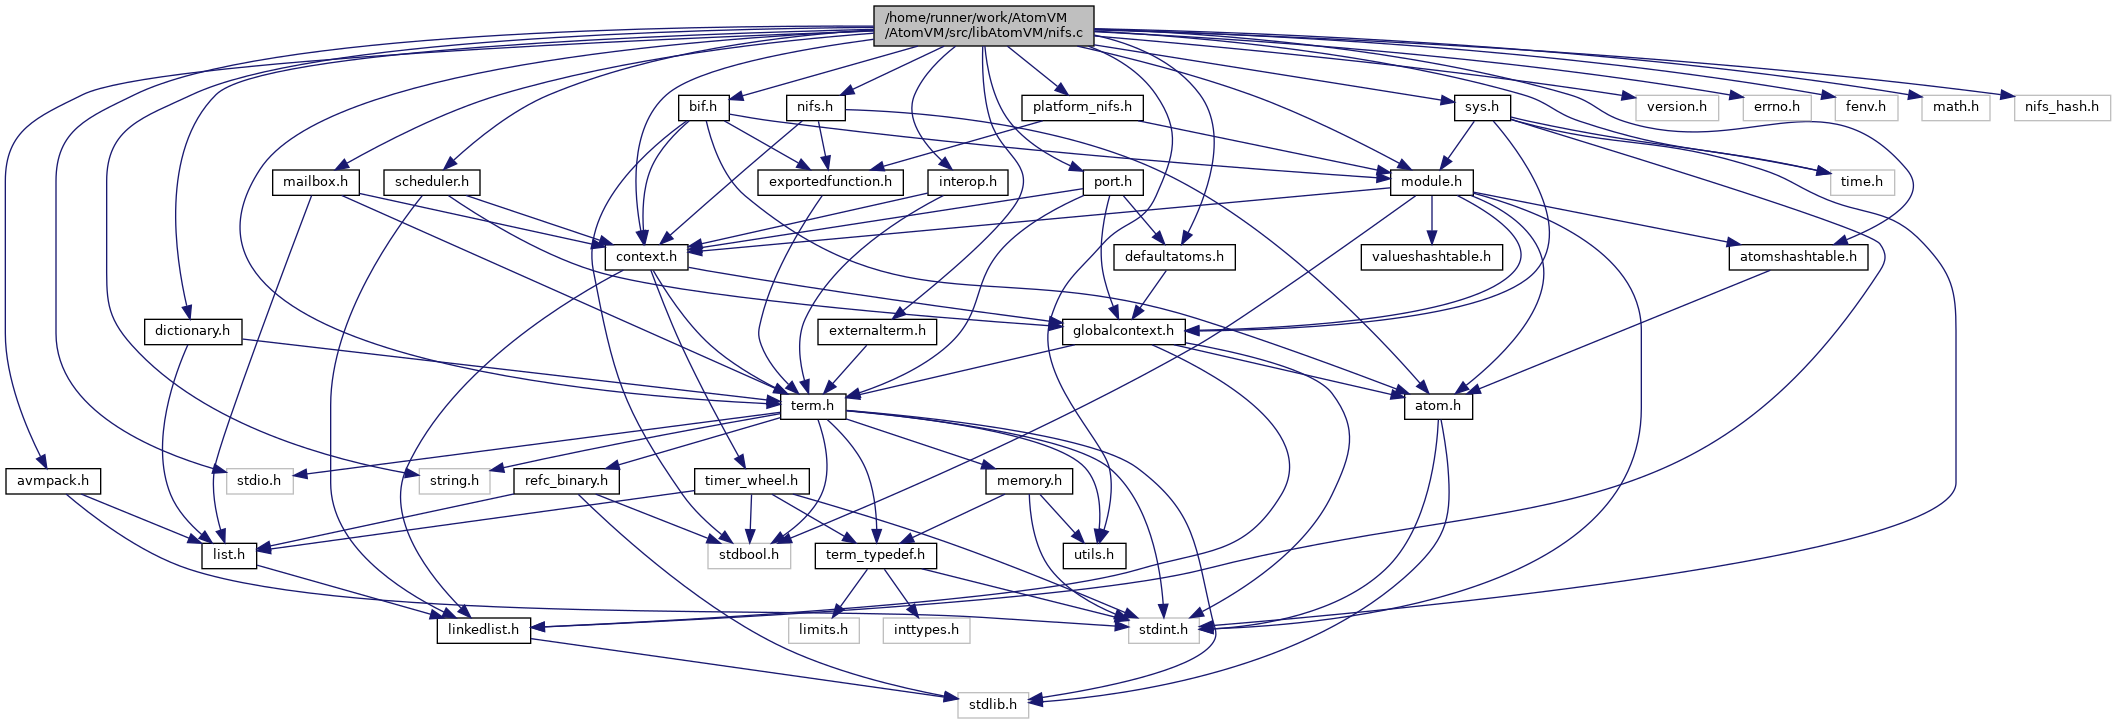 /home/runner/work/AtomVM
/AtomVM/src/libAtomVM/nifs.c
bif.h
nifs.h
platform_nifs.h
sys.h
version.h
errno.h
fenv.h
math.h
nifs_hash.h
mailbox.h
scheduler.h
exportedfunction.h
interop.h
port.h
module.h
time.h
context.h
defaultatoms.h
valueshashtable.h
atomshashtable.h
dictionary.h
externalterm.h
globalcontext.h
term.h
atom.h
avmpack.h
stdio.h
string.h
refc_binary.h
timer_wheel.h
memory.h
list.h
stdbool.h
term_typedef.h
utils.h
linkedlist.h
limits.h
inttypes.h
stdint.h
stdlib.h